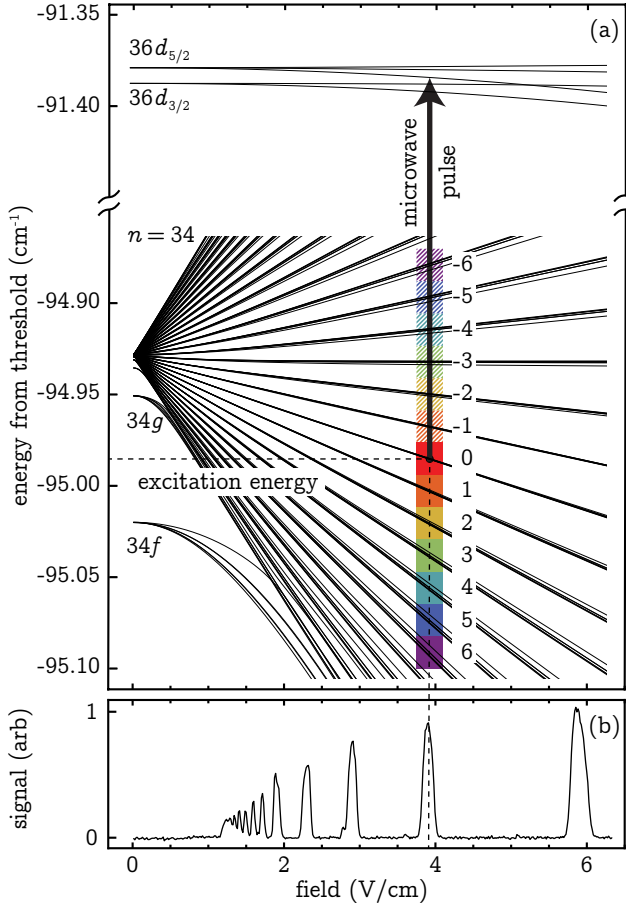 (a)
-91.35
36d5/2
-91.40
36d3/2
microwave
pulse
energy from threshold (cm-1)
n = 34
-94.90
-94.95
-95.00
-95.05
-95.10
34g
excitation energy
34f
-6
-5
-4
-3
-2
-1
0
1
2
3
4
5
6
(b)
signal (arb)
1
0
0
2
4
6
field (V/cm)